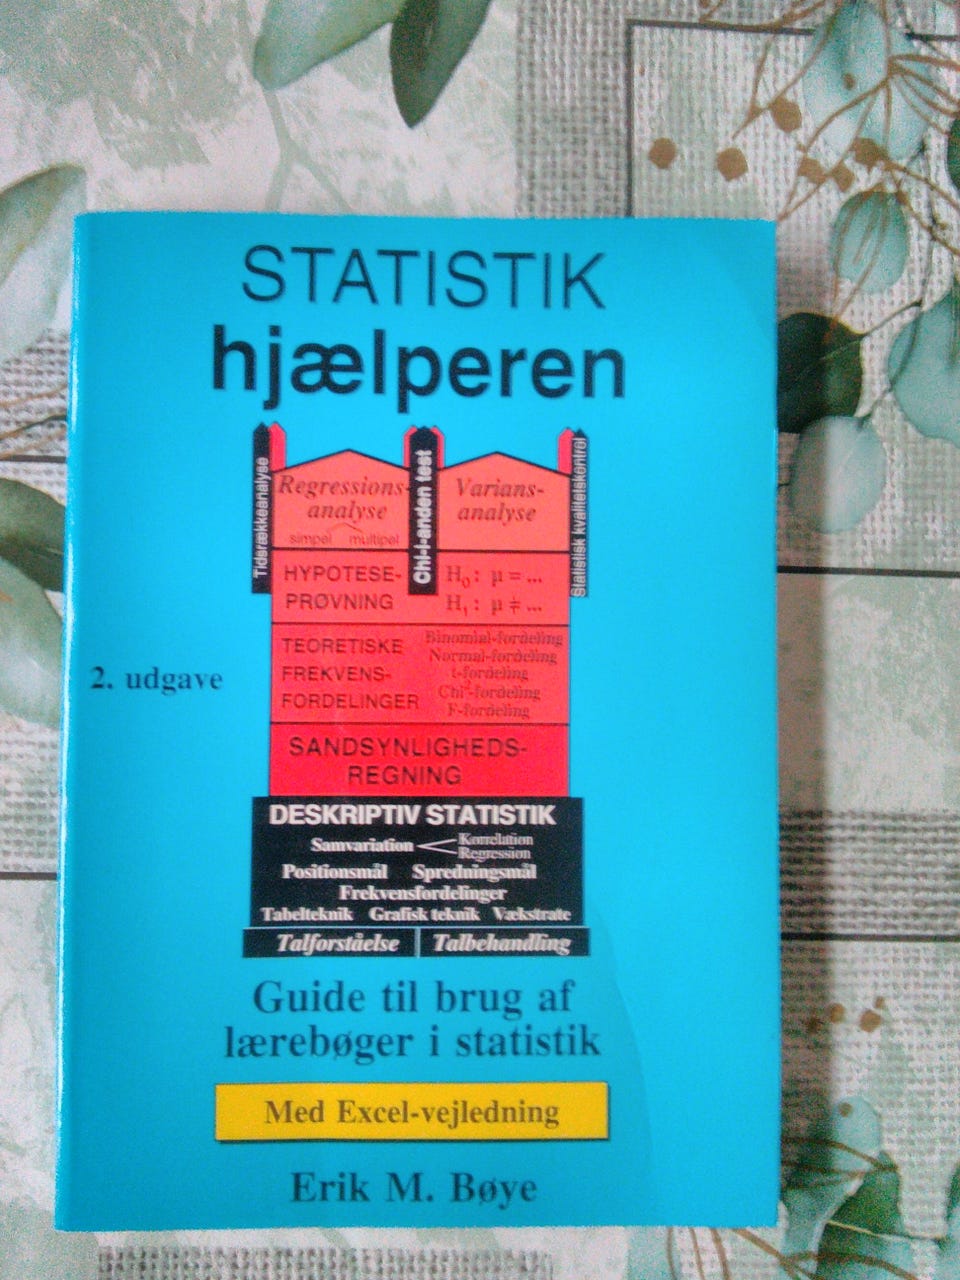 STATISTIK
hjælperen
Tidsrækkeanalyse
Regressions-
analyse
simpel multipel
Chi-i-anden test
Varians-
analyse
Statistisk kvalitetskontrol
HYPOTESE-
PRØVNING
H₀: μ = ...
H₁: μ ≠ ...
TEORETISKE
FREKVENS-
FORDELINGER
Binomial-fordeling
Normal-fordeling
t-fordeling
Chi²-fordeling
F-fordeling
2. udgave
SANDSYNLIGHEDS-
REGNING
DESKRIPTIV STATISTIK
Samvariation
Korrelation
Regression
Positionsmål Spredningsmål
Frekvensfordelinger
Tabelteknik Grafisk teknik Vækstrate
Talforståelse Talbehandling
Guide til brug af
lærebøger i statistik
Med Excel-vejledning
Erik M. Bøye